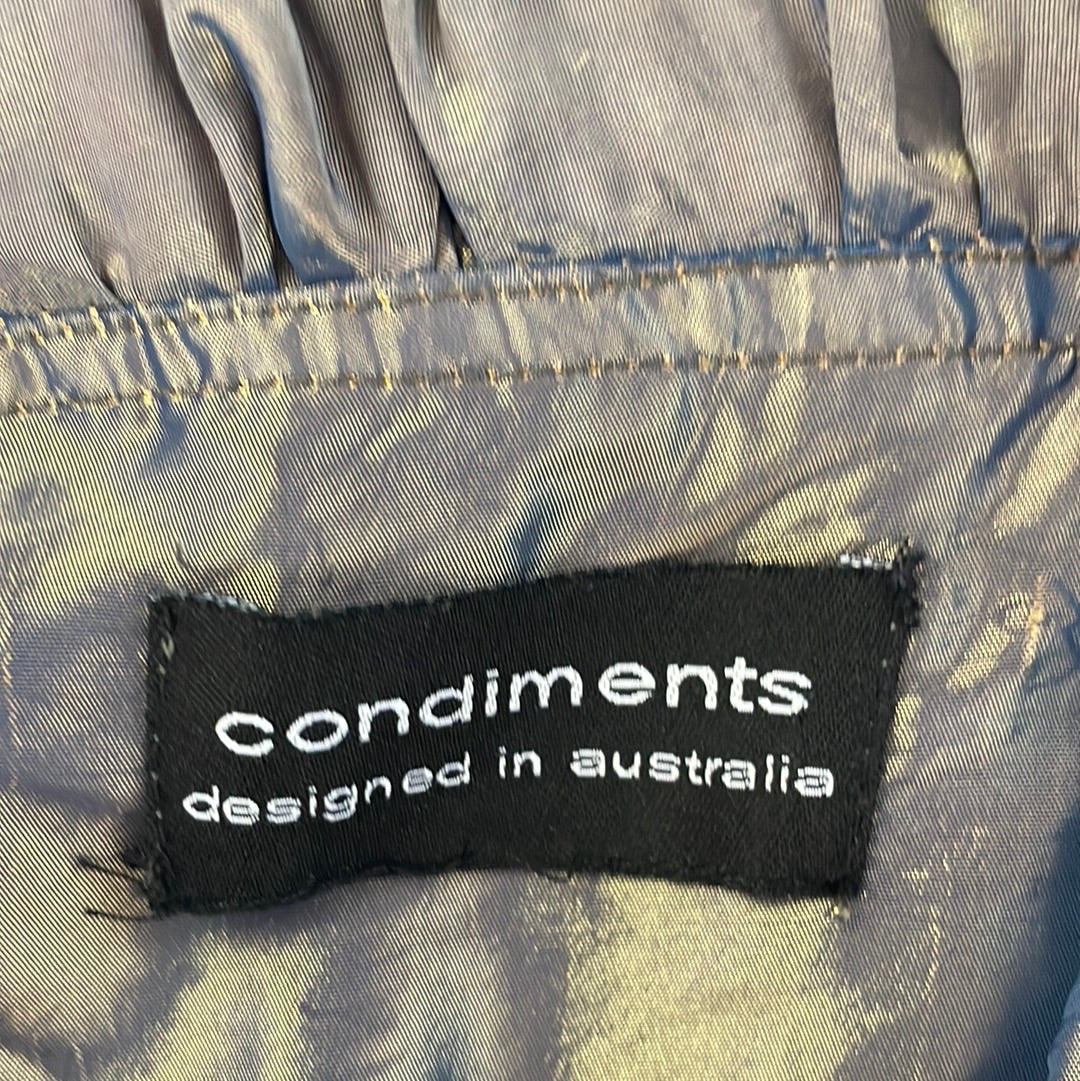 condiments
designed in australia